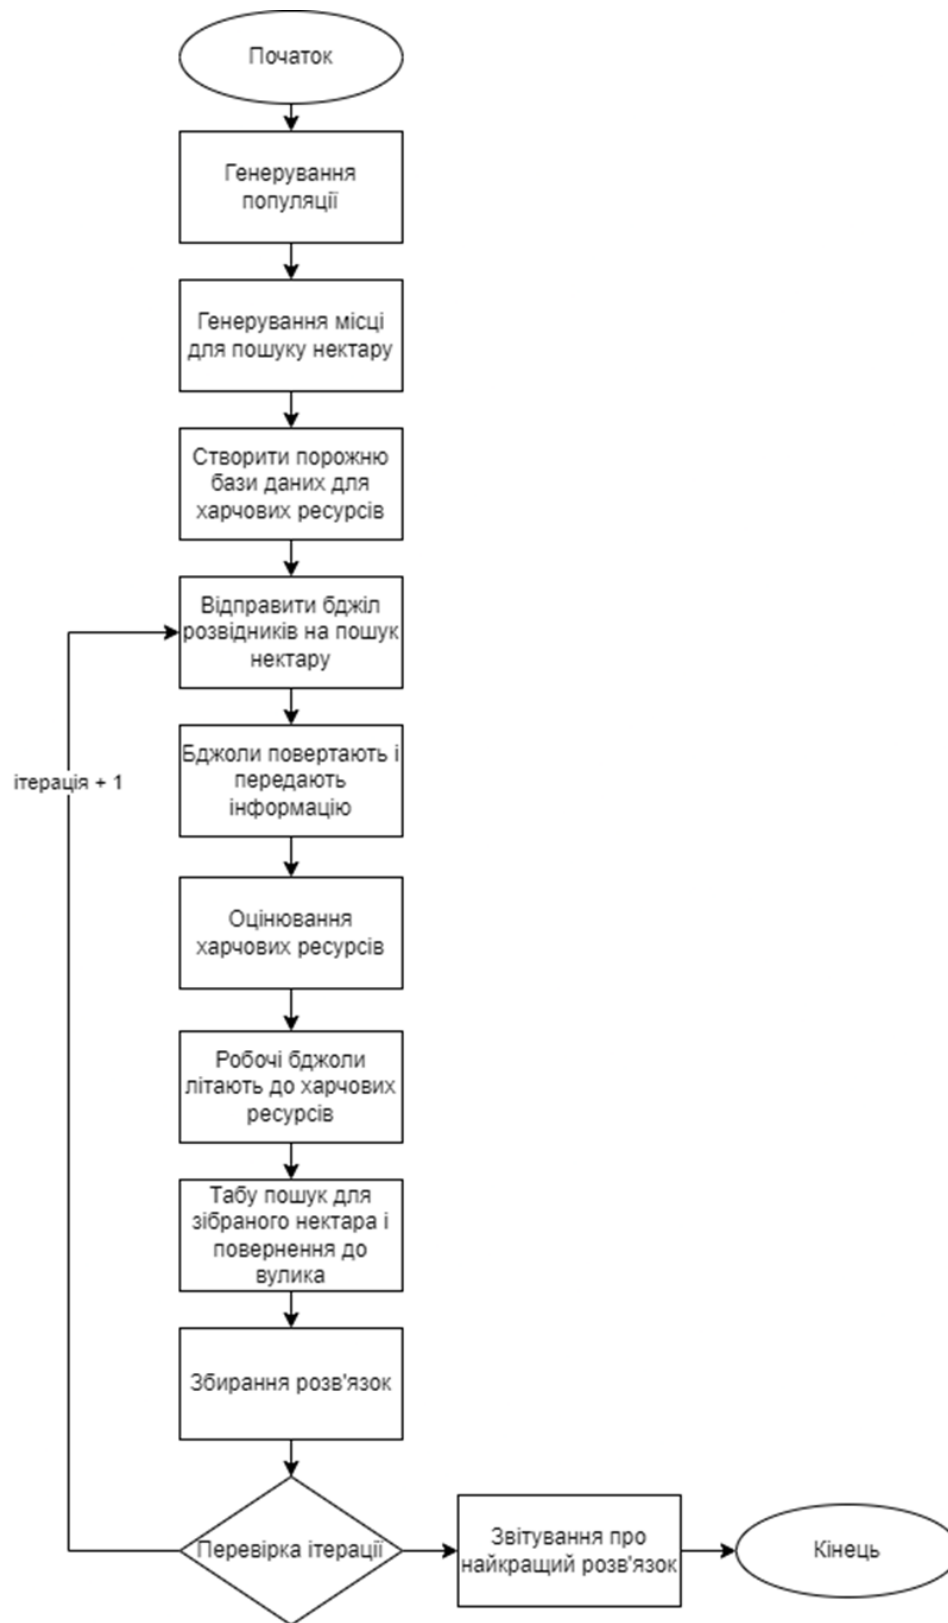 Початок
Генерування
популяції
Генерування місці
для пошуку нектару
Створити порожню
бази даних для
харчових ресурсів
Відправити бджіл
розвідників на пошук
нектару
Бджоли повертають і
передають
інформацію
ітерація + 1
Оцінювання
харчових ресурсів
Робочі бджоли
літають до харчових
ресурсів
Табу пошук для
зібраного нектара і
повернення до
вулика
Збирання розв'язок
Перевірка ітерації
Звітування про
найкращий розв'язок
Кінець